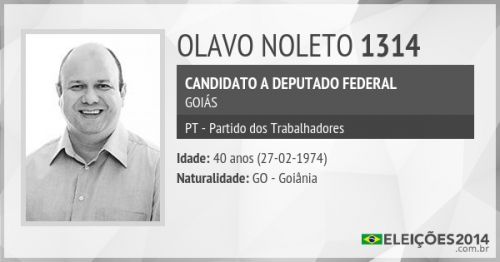 OLAVO NOLETO 1314
CANDIDATO A DEPUTADO FEDERAL
GOIÁS
PT - Partido dos Trabalhadores
Idade: 40 anos (27-02-1974)
Naturalidade: GO - Goiânia
ELEIÇÕES2014
.com.br